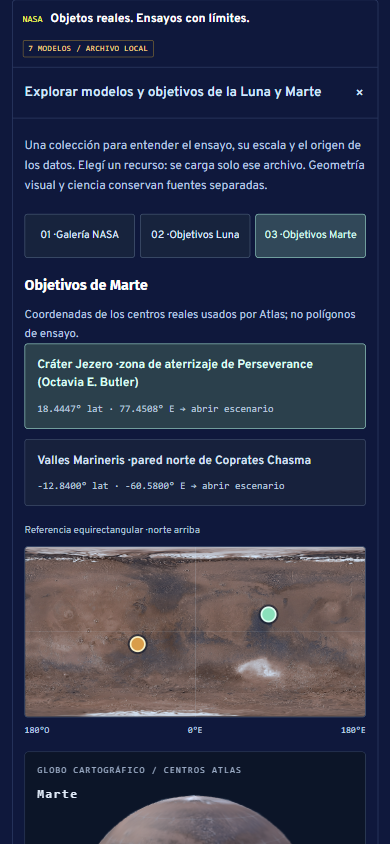 NASA Objetos reales. Ensayos con límites.
7 MODELOS / ARCHIVO LOCAL
Explorar modelos y objetivos de la Luna y Marte ×
Una colección para entender el ensayo, su escala y el origen de
los datos. Elegí un recurso: se carga solo ese archivo. Geometría
visual y ciencia conservan fuentes separadas.
01 ·Galería NASA 02 ·Objetivos Luna 03 ·Objetivos Marte
Objetivos de Marte
Coordenadas de los centros reales usados por Atlas; no polígonos
de ensayo.
Cráter Jezero ·zona de aterrizaje de Perseverance
(Octavia E. Butler)
18.4447° lat · 77.4508° E → abrir escenario
Valles Marineris ·pared norte de Coprates Chasma
-12.8400° lat · -60.5800° E → abrir escenario
Referencia equirectangular ·norte arriba
180°O 0°E 180°E
GLOBO CARTOGRÁFICO / CENTROS ATLAS
Marte